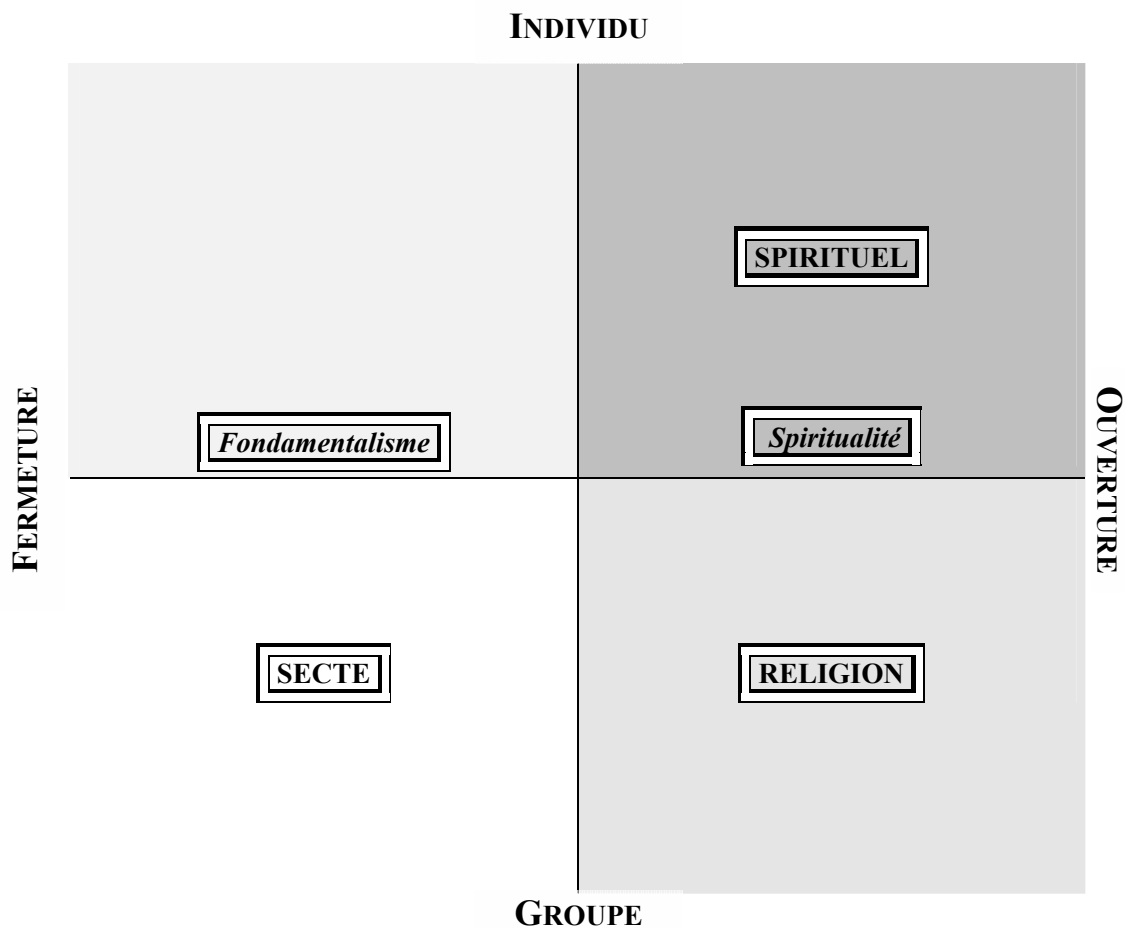 INDIVIDU
SPIRITUEL
FERMETURE
Fondamentalisme
Spiritualité
OUVERTURE
SECTE
RELIGION
GROUPE